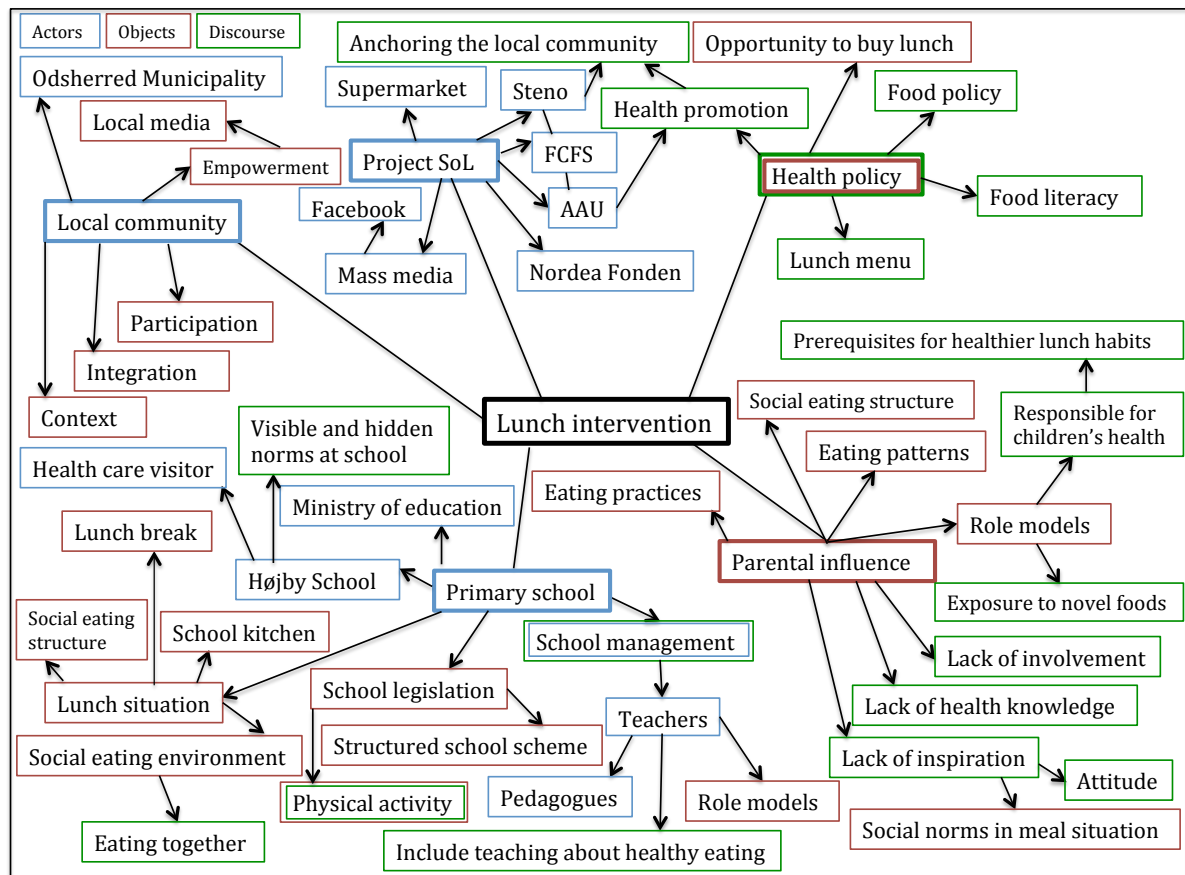 Actors
Objects
Discourse
Anchoring the local community
Opportunity to buy lunch
Odsherred Municipality
Supermarket
Steno
Food policy
Local media
Health promotion
Empowerment
Project SoL
FCFS
Health policy
Food literacy
Local community
Facebook
AAU
Mass media
Nordea Fonden
Lunch menu
Participation
Integration
Prerequisites for healthier lunch habits
Context
Lunch intervention
Social eating structure
Responsible for
children’s health
Visible and hidden
norms at school
Health care visitor
Eating patterns
Eating practices
Ministry of education
Lunch break
Role models
Højby School
Primary school
Parental influence
Exposure to novel foods
Social eating
structure
School kitchen
School management
Lack of involvement
Lunch situation
School legislation
Teachers
Lack of health knowledge
Social eating environment
Structured school scheme
Lack of inspiration
Attitude
Physical activity
Pedagogues
Role models
Social norms in meal situation
Eating together
Include teaching about healthy eating